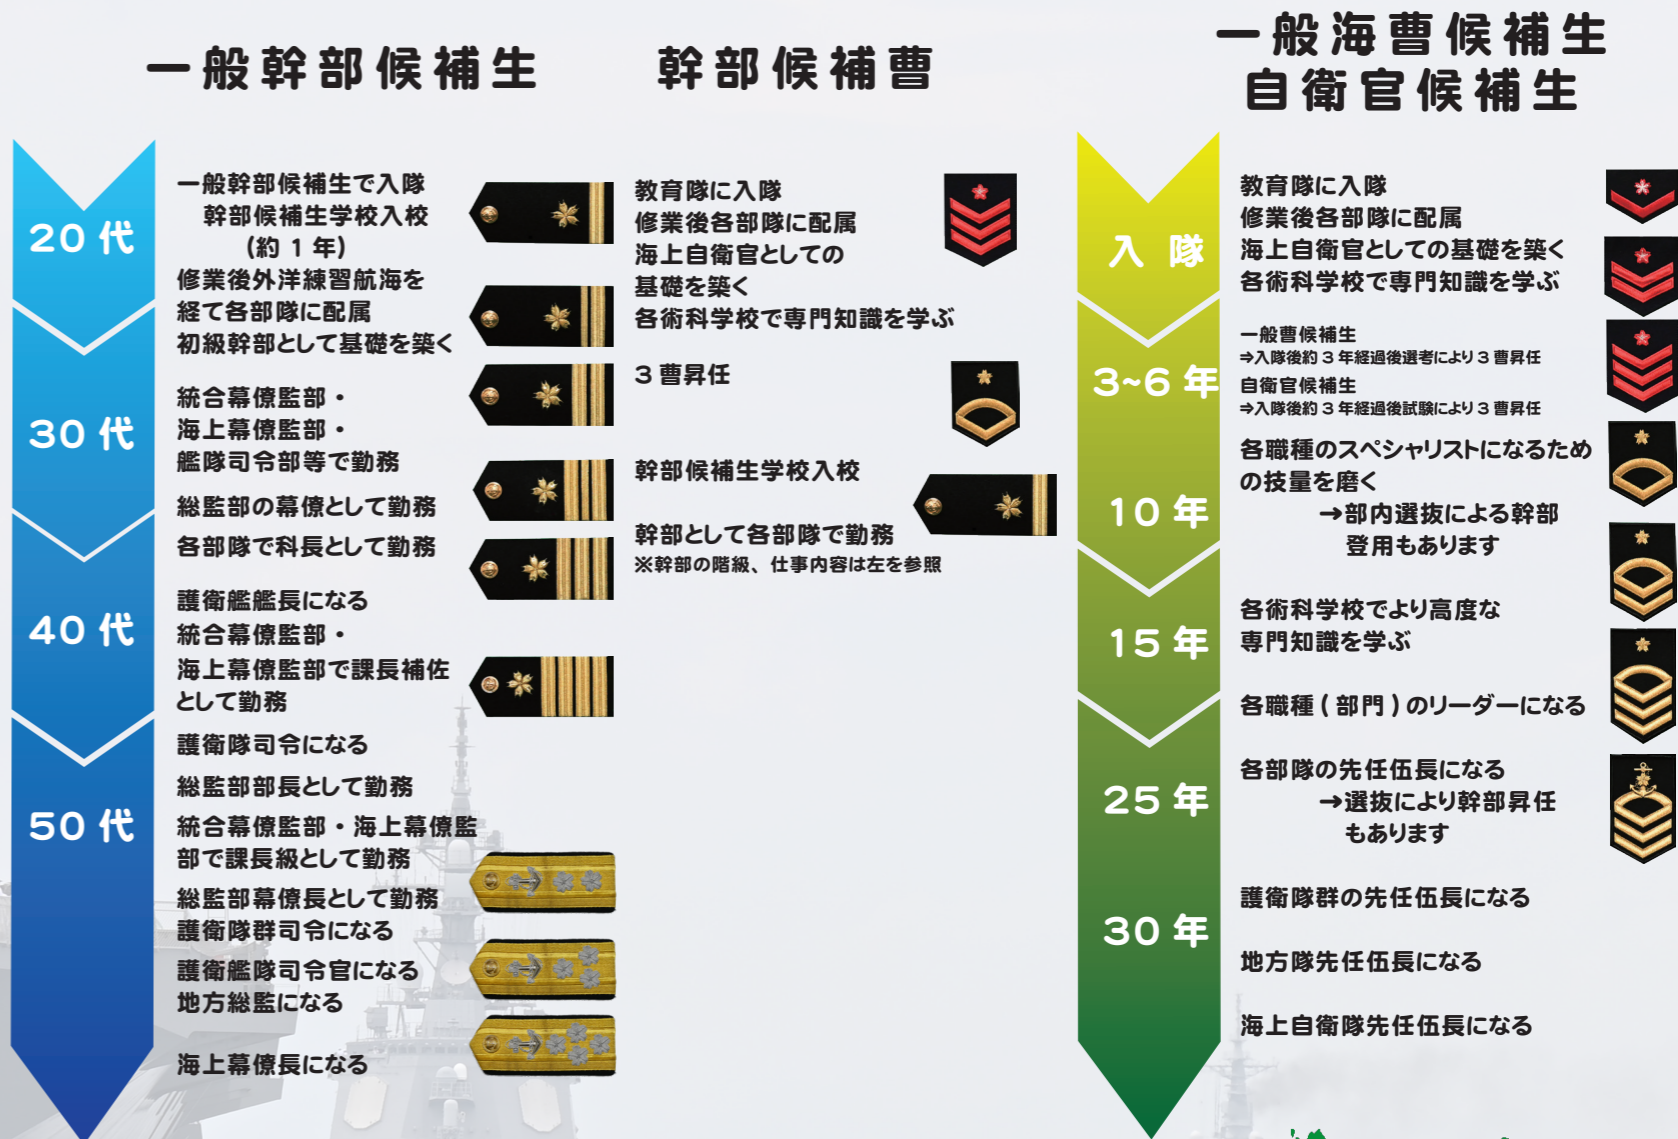 一般幹部候補生
20代
30代
40代
50代
一般幹部候補生で入隊
幹部候補生学校入校
(約1年)
修業後外洋練習航海を
経て各部隊に配属
初級幹部として基礎を築く
統合幕僚監部・
海上幕僚監部・
艦隊司令部等で勤務
総監部の幕僚として勤務
各部隊で科長として勤務
護衛艦艦長になる
統合幕僚監部・
海上幕僚監部で課長補佐
として勤務
護衛隊司令になる
総監部部長として勤務
統合幕僚監部・海上幕僚監
部で課長級として勤務
総監部幕僚長として勤務
護衛隊群司令になる
護衛艦隊司令官になる
地方総監になる
海上幕僚長になる
幹部候補曹
教育隊に入隊
修業後各部隊に配属
海上自衛官としての
基礎を築く
各術科学校で専門知識を学ぶ
3曹昇任
幹部候補生学校入校
幹部として各部隊で勤務
※幹部の階級、仕事内容は左を参照
一般海曹候補生
自衛官候補生
入隊
3~6年
10年
15年
25年
30年
教育隊に入隊
修業後各部隊に配属
海上自衛官としての基礎を築く
各術科学校で専門知識を学ぶ
一般曹候補生
⇒入隊後約3年経過後選考により3曹昇任
自衛官候補生
⇒入隊後約3年経過後試験により3曹昇任
各職種のスペシャリストになるため
の技量を磨く
→部内選抜による幹部
登用もあります
各術科学校でより高度な
専門知識を学ぶ
各職種(部門)のリーダーになる
各部隊の先任伍長になる
→選抜により幹部昇任
もあります
護衛隊群の先任伍長になる
地方隊先任伍長になる
海上自衛隊先任伍長になる